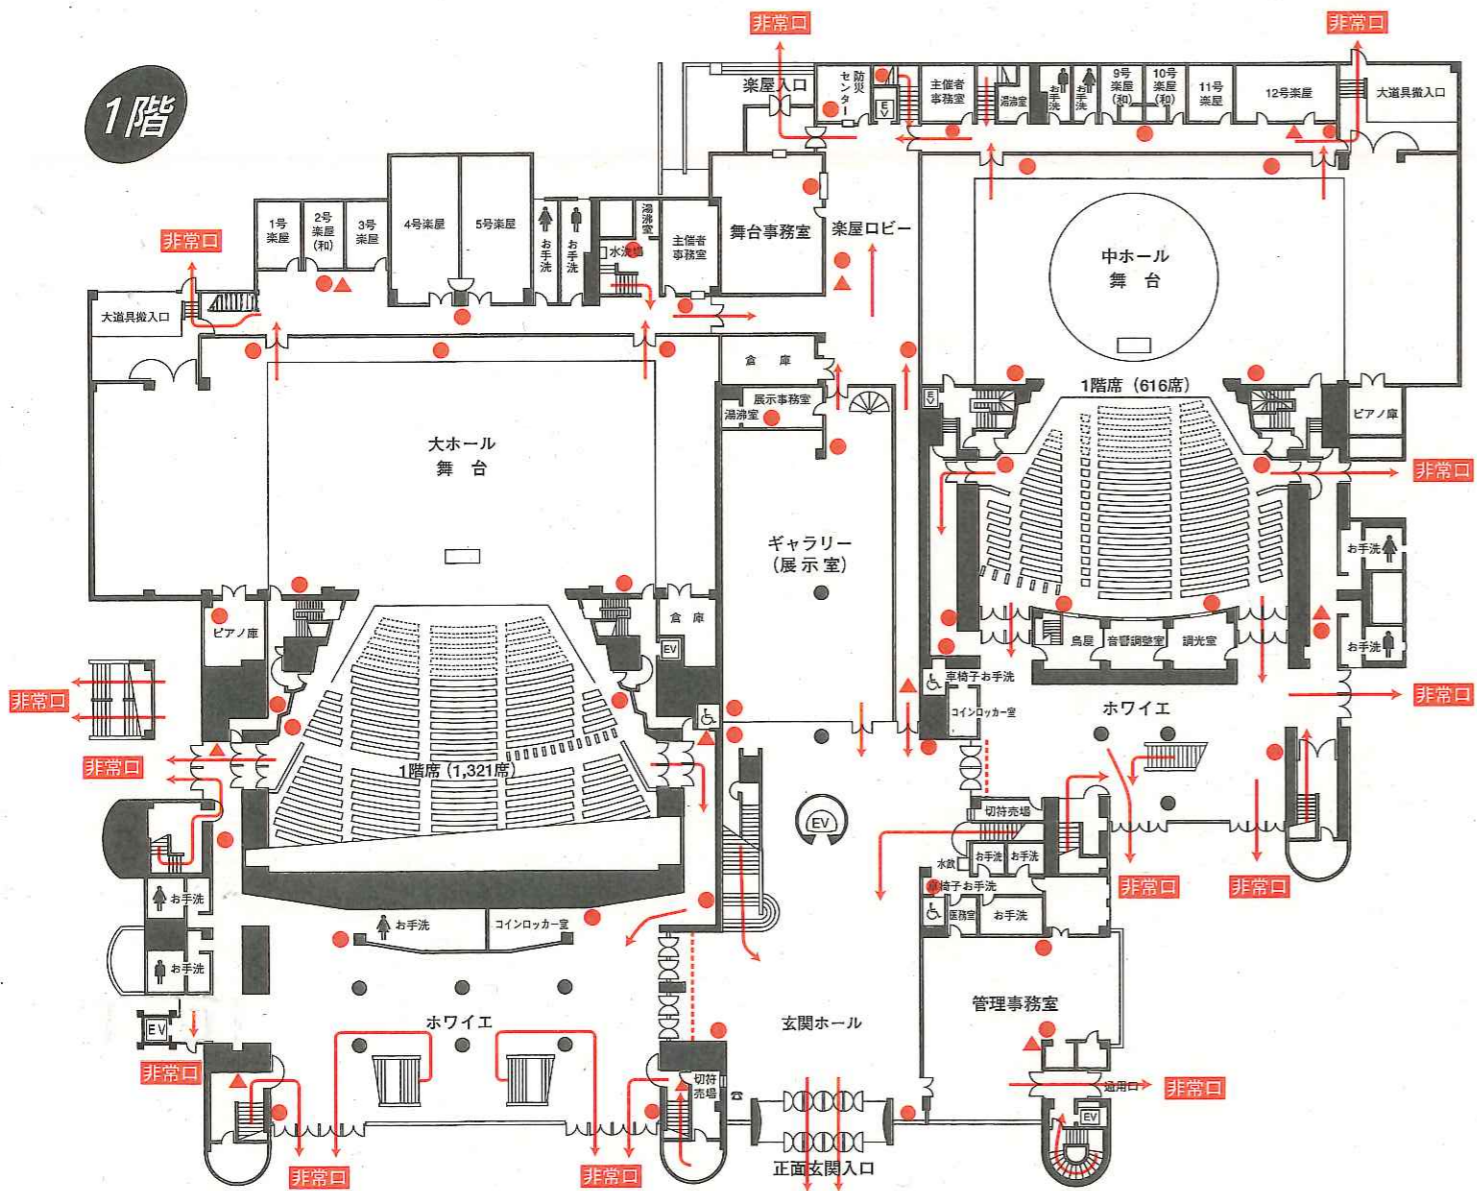 1階
非常口
非常口
楽屋入口
防災
センター
EV
主催者
事務室
湯沸室
お手洗
お手洗
9号
楽屋
(和)
10号
楽屋
(和)
11号
楽屋
12号楽屋
大道具搬入口
非常口
1号
楽屋
2号
楽屋
(和)
3号
楽屋
4号楽屋
5号楽屋
お手洗
お手洗
湯沸室
水洗場
主催者
事務室
舞台事務室
楽屋ロビー
中ホール
舞 台
大道具搬入口
倉 庫
展示事務室
湯沸室
EV
1階席 (616席)
ピアノ庫
大ホール
舞 台
非常口
ギャラリー
(展示室)
お手洗
ピアノ庫
倉 庫
EV
鳥屋
音響調整室
調光室
お手洗
車椅子お手洗
コインロッカー室
ホワイエ
非常口
非常口
非常口
1階席 (1,321席)
EV
切符売場
お手洗
お手洗
水飲
車椅子お手洗
医務室
お手洗
非常口
非常口
お手洗
お手洗
コインロッカー室
お手洗
EV
ホワイエ
玄関ホール
管理事務室
非常口
切符
売場
通用口
非常口
EV
非常口
非常口
正面玄関入口